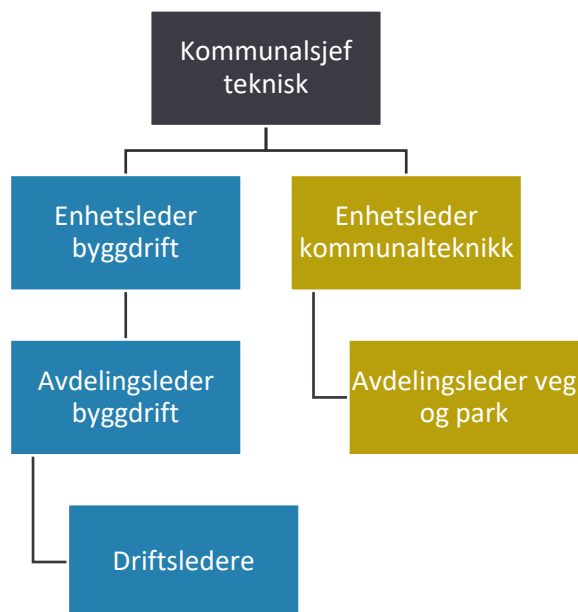 Kommunalsjef
teknisk
Enhetsleder
byggdrift
Enhetsleder
kommunalteknikk
Avdelingsleder
byggdrift
Avdelingsleder veg
og park
Driftsledere